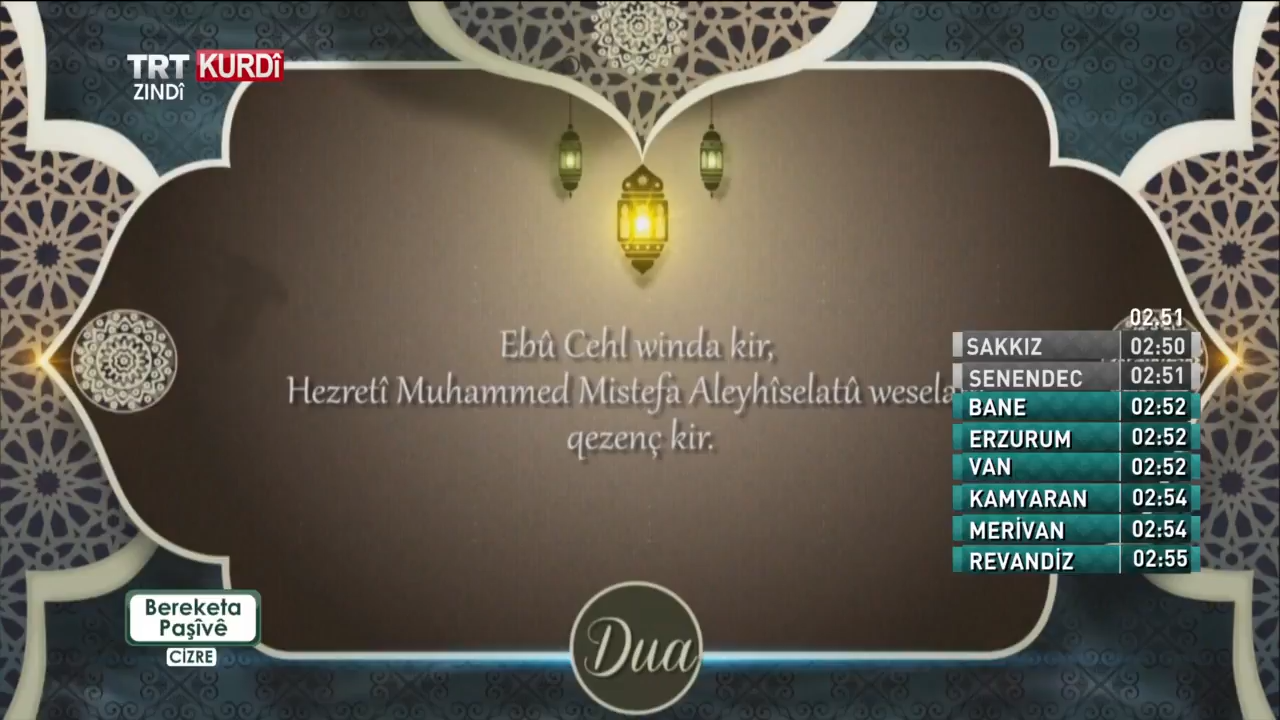 TRT KURDÎ
ZINDÎ
Ebû Cehl winda kir,
Hezretî Muhammed Mistefa Aleyhîselatû
qezenç kir.
02:51
SAKKIZ 02:50
SENENDEC 02:51
BANE 02:52
ERZURUM 02:52
VAN 02:52
KAMYARAN 02:54
MERİVAN 02:54
REVANDİZ 02:55
Bereketa
Paşîvê
CİZRE
Dua